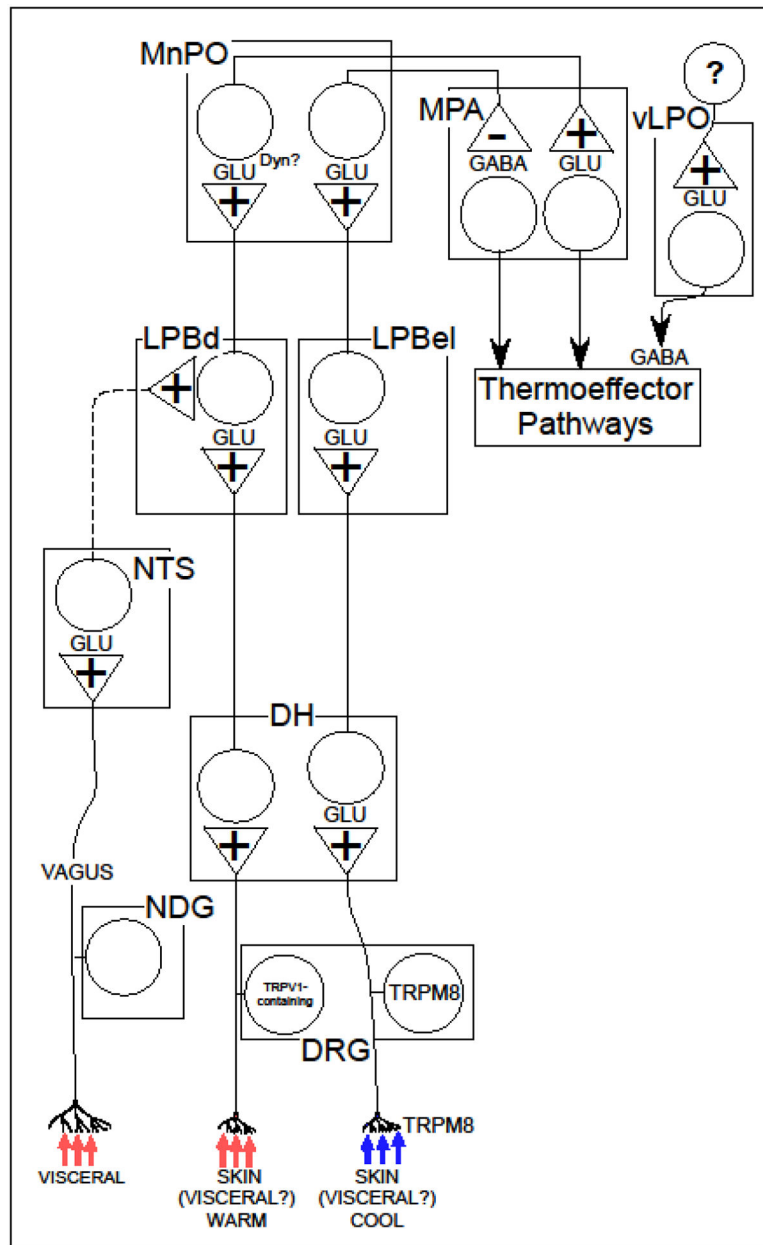 MnPO
?
MPA
vLPO
GLU
Dyn?
GLU
+
+
-
GABA
+
GLU
+
GLU
LPBd
LPBel
GABA
Thermoeffector
Pathways
+
GLU
+
GLU
+
NTS
GLU
+
DH
GLU
+
+
VAGUS
NDG
TRPV1-
containing
TRPM8
DRG
TRPM8
VISCERAL
SKIN
(VISCERAL?)
WARM
SKIN
(VISCERAL?)
COOL